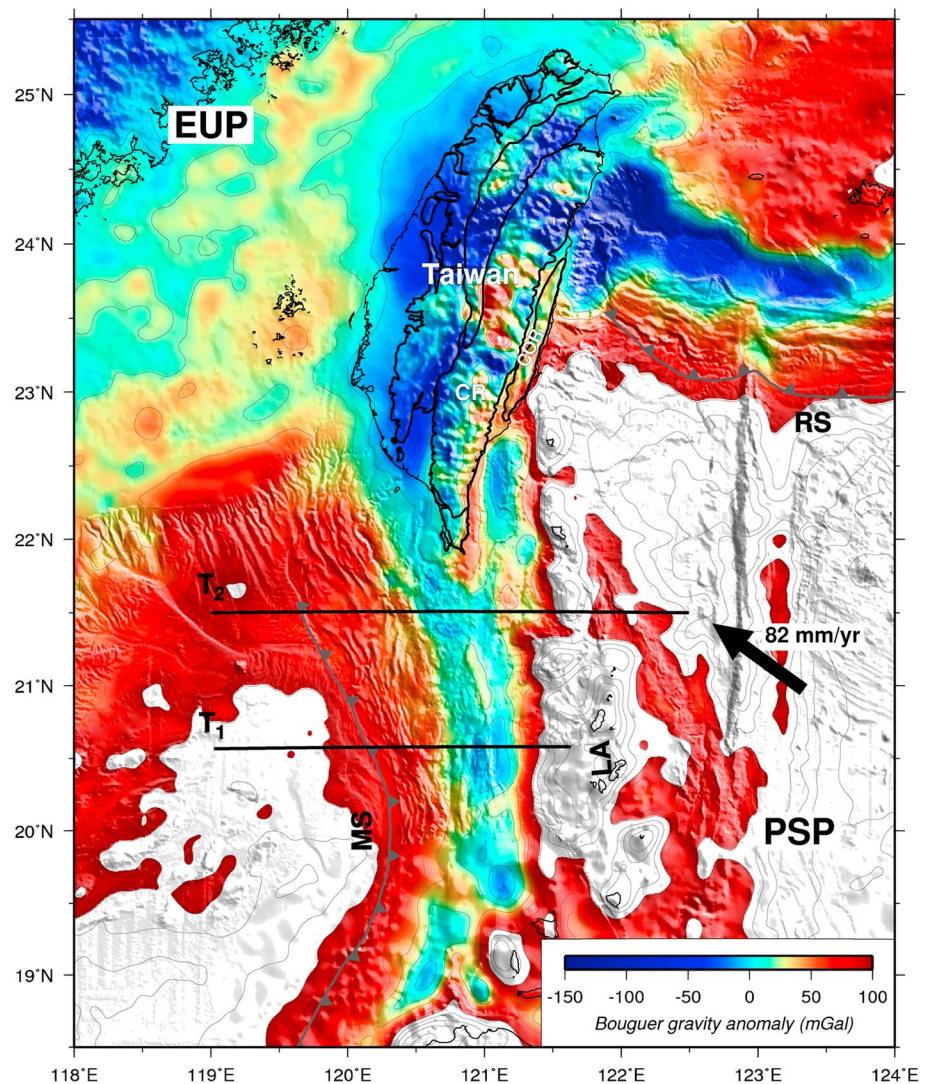 25°N
24°N
23°N
22°N
21°N
20°N
19°N
118°E
119°E
120°E
121°E
122°E
123°E
124°E
EUP
Taiwan
COR
CR
RS
T2
82 mm/yr
T1
LA
MS
PSP
-150
-100
-50
0
50
100
Bouguer gravity anomaly (mGal)